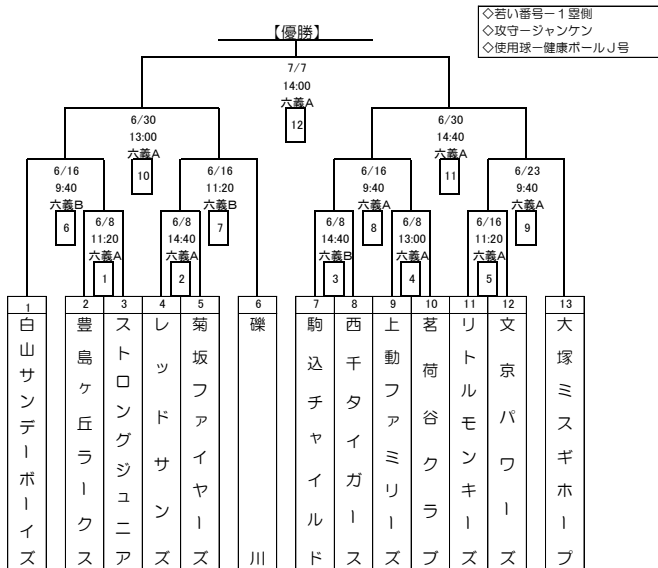 ◇若い番号－1塁側
◇攻守－ジャンケン
◇使用球－健康ボールJ号
【優勝】
7/7
14:00
六義A
12
6/30
13:00
六義A
10
6/30
14:40
六義A
11
6/16
9:40
六義B
6
6/16
11:20
六義B
7
6/16
9:40
六義A
8
6/23
9:40
六義A
9
6/8
11:20
六義A
1
6/8
14:40
六義A
2
6/8
14:40
六義B
3
6/8
13:00
六義A
4
6/16
11:20
六義A
5
1
白山サンデーボーイズ
2
豊島ヶ丘ラークス
3
ストロングジュニア
4
レッドサンズ
5
菊坂ファイヤーズ
6
礫川
7
駒込チャイルド
8
西千タイガース
9
上動ファミリーズ
10
茗荷谷クラブ
11
リトルモンキーズ
12
文京パワーズ
13
大塚ミスギホープ